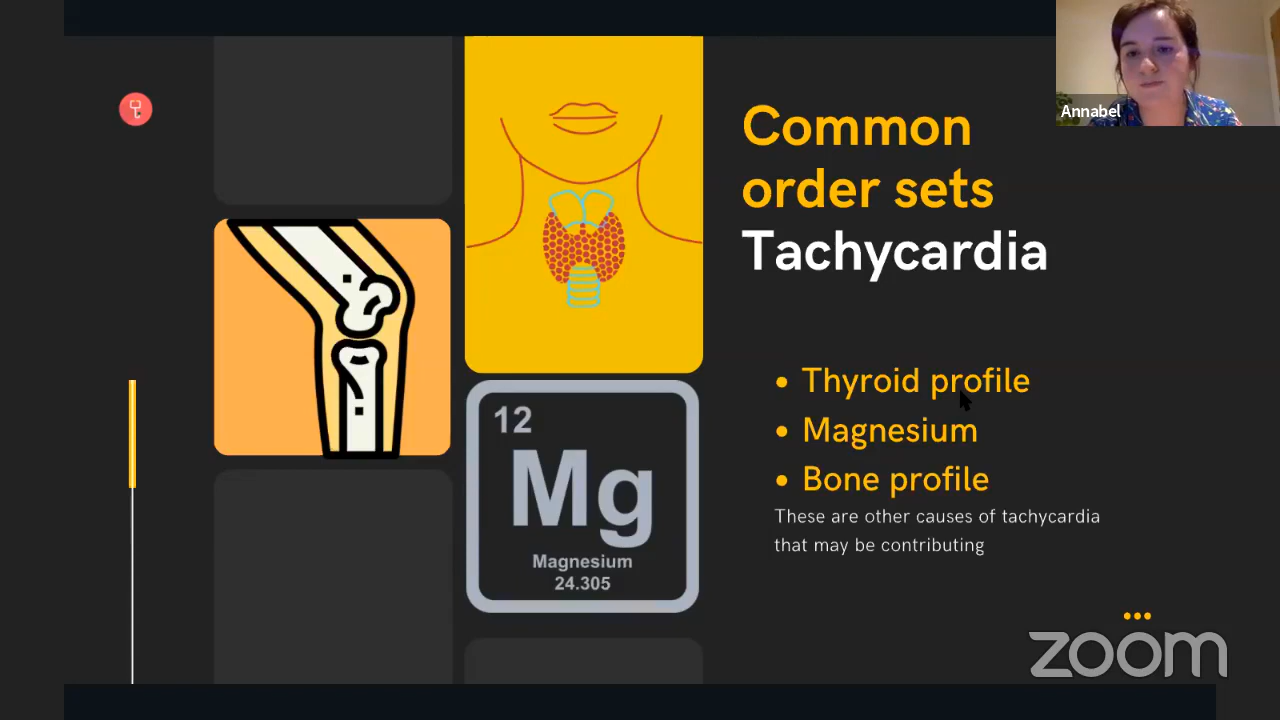 Annabel
Common
order sets
Tachycardia
12
Mg
Magnesium
24.305
• Thyroid profile
• Magnesium
• Bone profile
These are other causes of tachycardia
that may be contributing
zoom